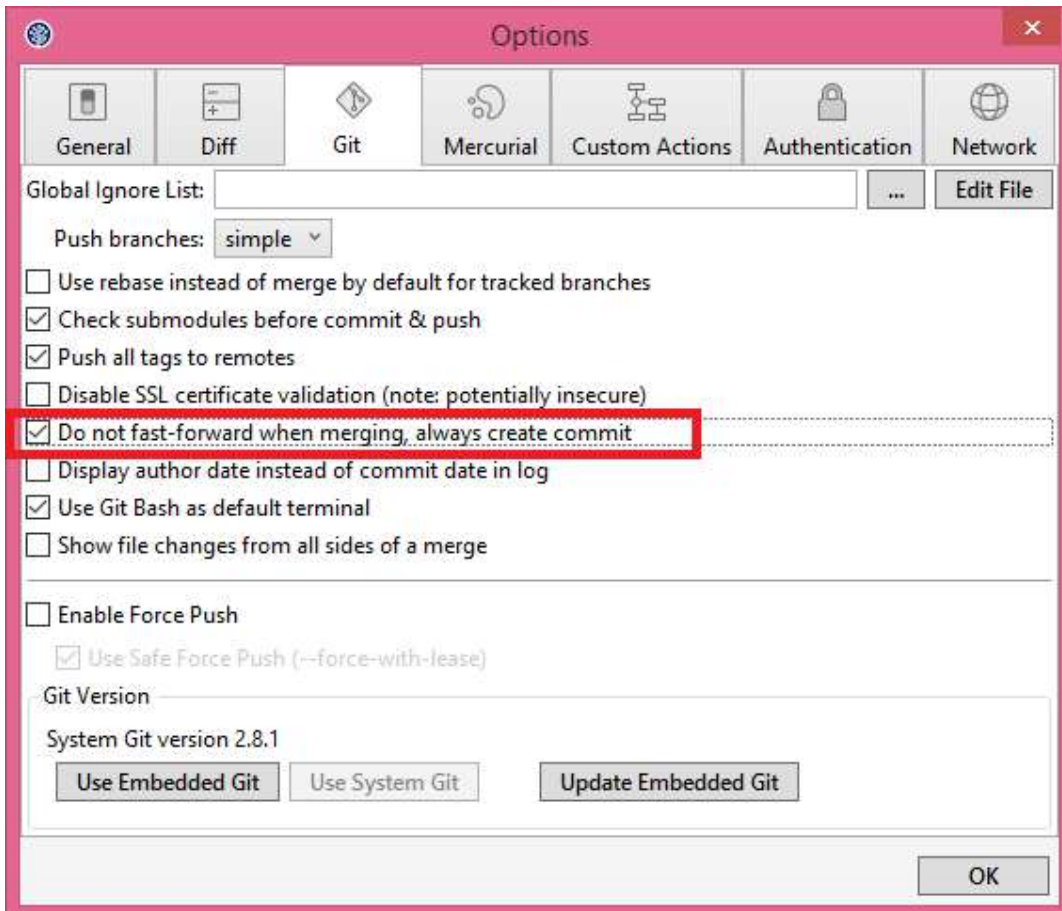 Options
General
Diff
Git
Mercurial
Custom Actions
Authentication
Network
Global Ignore List:
...
Edit File
Push branches: simple
Use rebase instead of merge by default for tracked branches
Check submodules before commit & push
Push all tags to remotes
Disable SSL certificate validation (note: potentially insecure)
Do not fast-forward when merging, always create commit
Display author date instead of commit date in log
Use Git Bash as default terminal
Show file changes from all sides of a merge
Enable Force Push
Use Safe Force Push (--force-with-lease)
Git Version
System Git version 2.8.1
Use Embedded Git
Use System Git
Update Embedded Git
OK